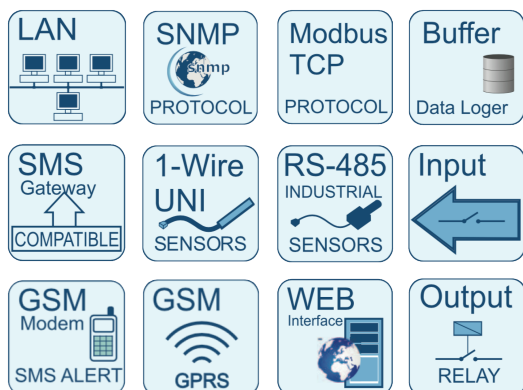 LAN
SNMP
snmp
PROTOCOL
Modbus
TCP
PROTOCOL
Buffer
Data Loger
SMS
Gateway
COMPATIBLE
1-Wire
UNI
SENSORS
RS-485
INDUSTRIAL
SENSORS
Input
GSM
Modem
SMS ALERT
GSM
GPRS
WEB
Interface
Output
RELAY